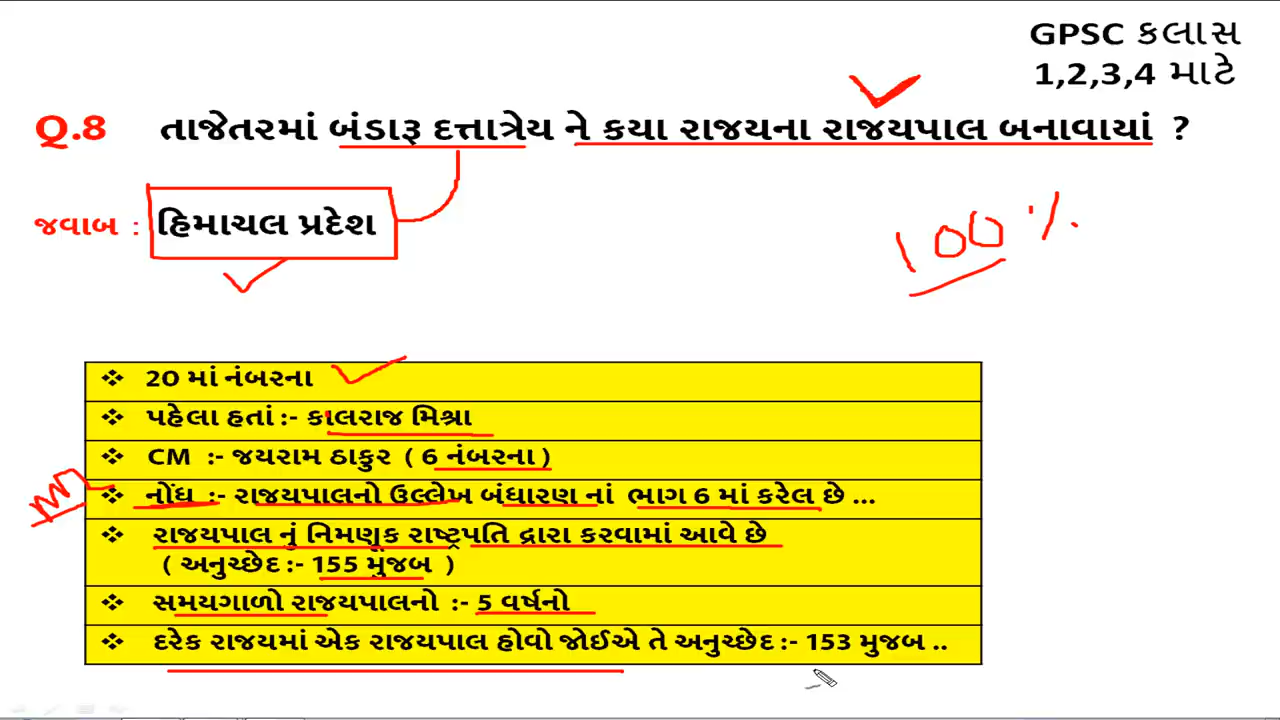 GPSC કલાસ
1,2,3,4 માટે
Q.8 તાજેતરમાં બંડારૂ દત્તાત્રેય ને કયા રાજયના રાજયપાલ બનાવાયાં ?
જવાબ : હિમાચલ પ્રદેશ
100 %
❖ 20 માં નંબરના
❖ પહેલા હતાં :- કાલરાજ મિશ્રા
❖ CM :- જયરામ ઠાકુર ( 6 નંબરના )
❖ નોંધ :- રાજયપાલનો ઉલ્લેખ બંધારણ નાં ભાગ 6 માં કરેલ છે ...
❖ રાજયપાલ નું નિમણૂક રાષ્ટ્રપતિ દ્રારા કરવામાં આવે છે
( અનુચ્છેદ :- 155 મુજબ )
❖ સમયગાળો રાજયપાલનો :- 5 વર્ષનો
❖ દરેક રાજયમાં એક રાજયપાલ હોવો જોઈએ તે અનુચ્છેદ :- 153 મુજબ ..